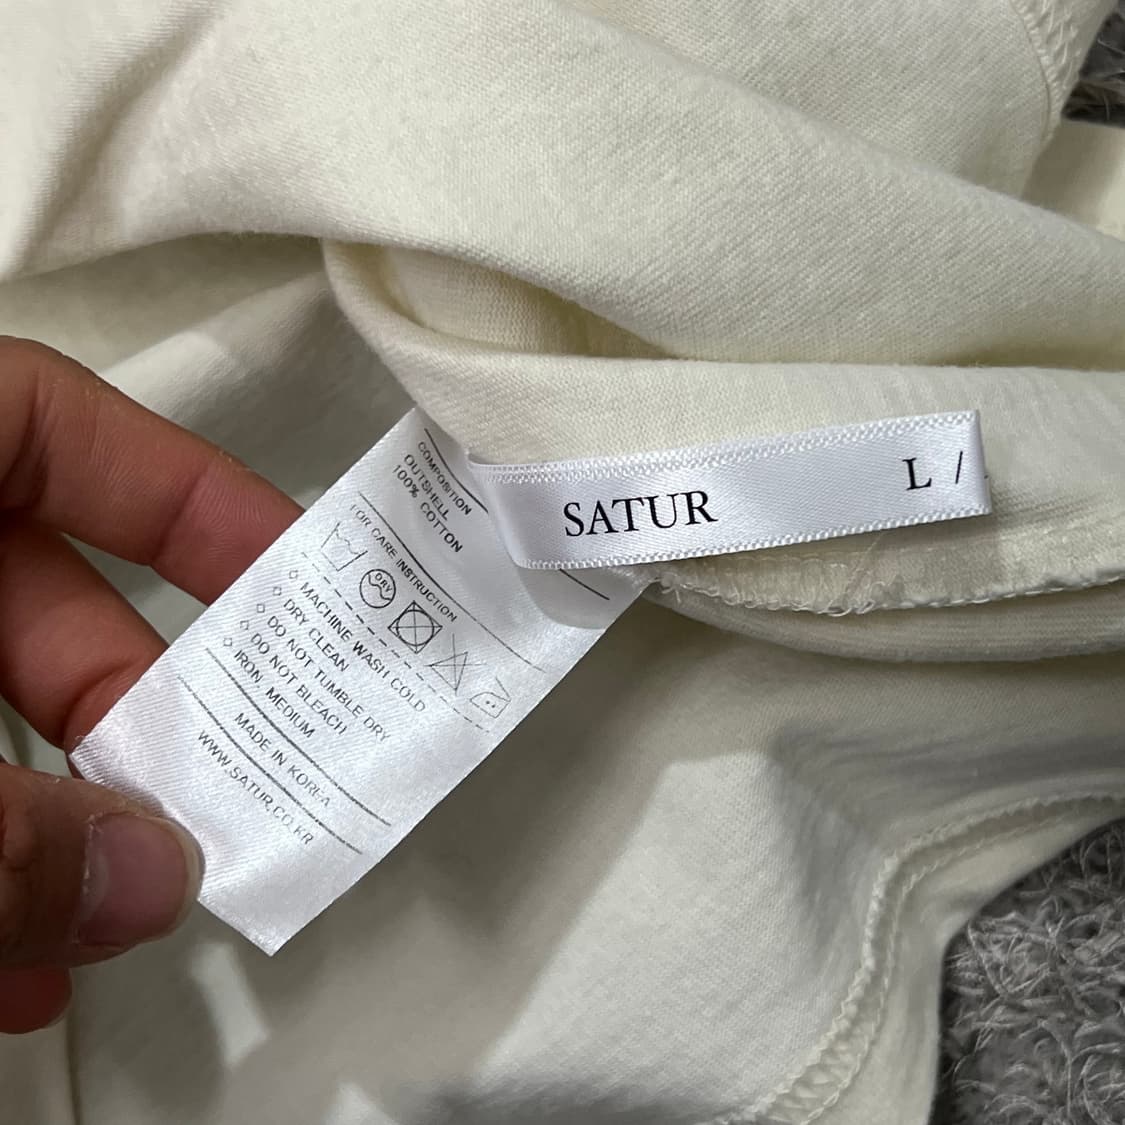 SATUR
L /
COMPOSITION
OUTSHELL
100% COTTON
FOR CARE INSTRUCTION
DRY
◇ MACHINE WASH COLD
◇ DRY CLEAN
◇ DO NOT TUMBLE DRY
◇ DO NOT BLEACH
◇ IRON, MEDIUM
MADE IN KOREA
WWW.SATUR.CO.KR